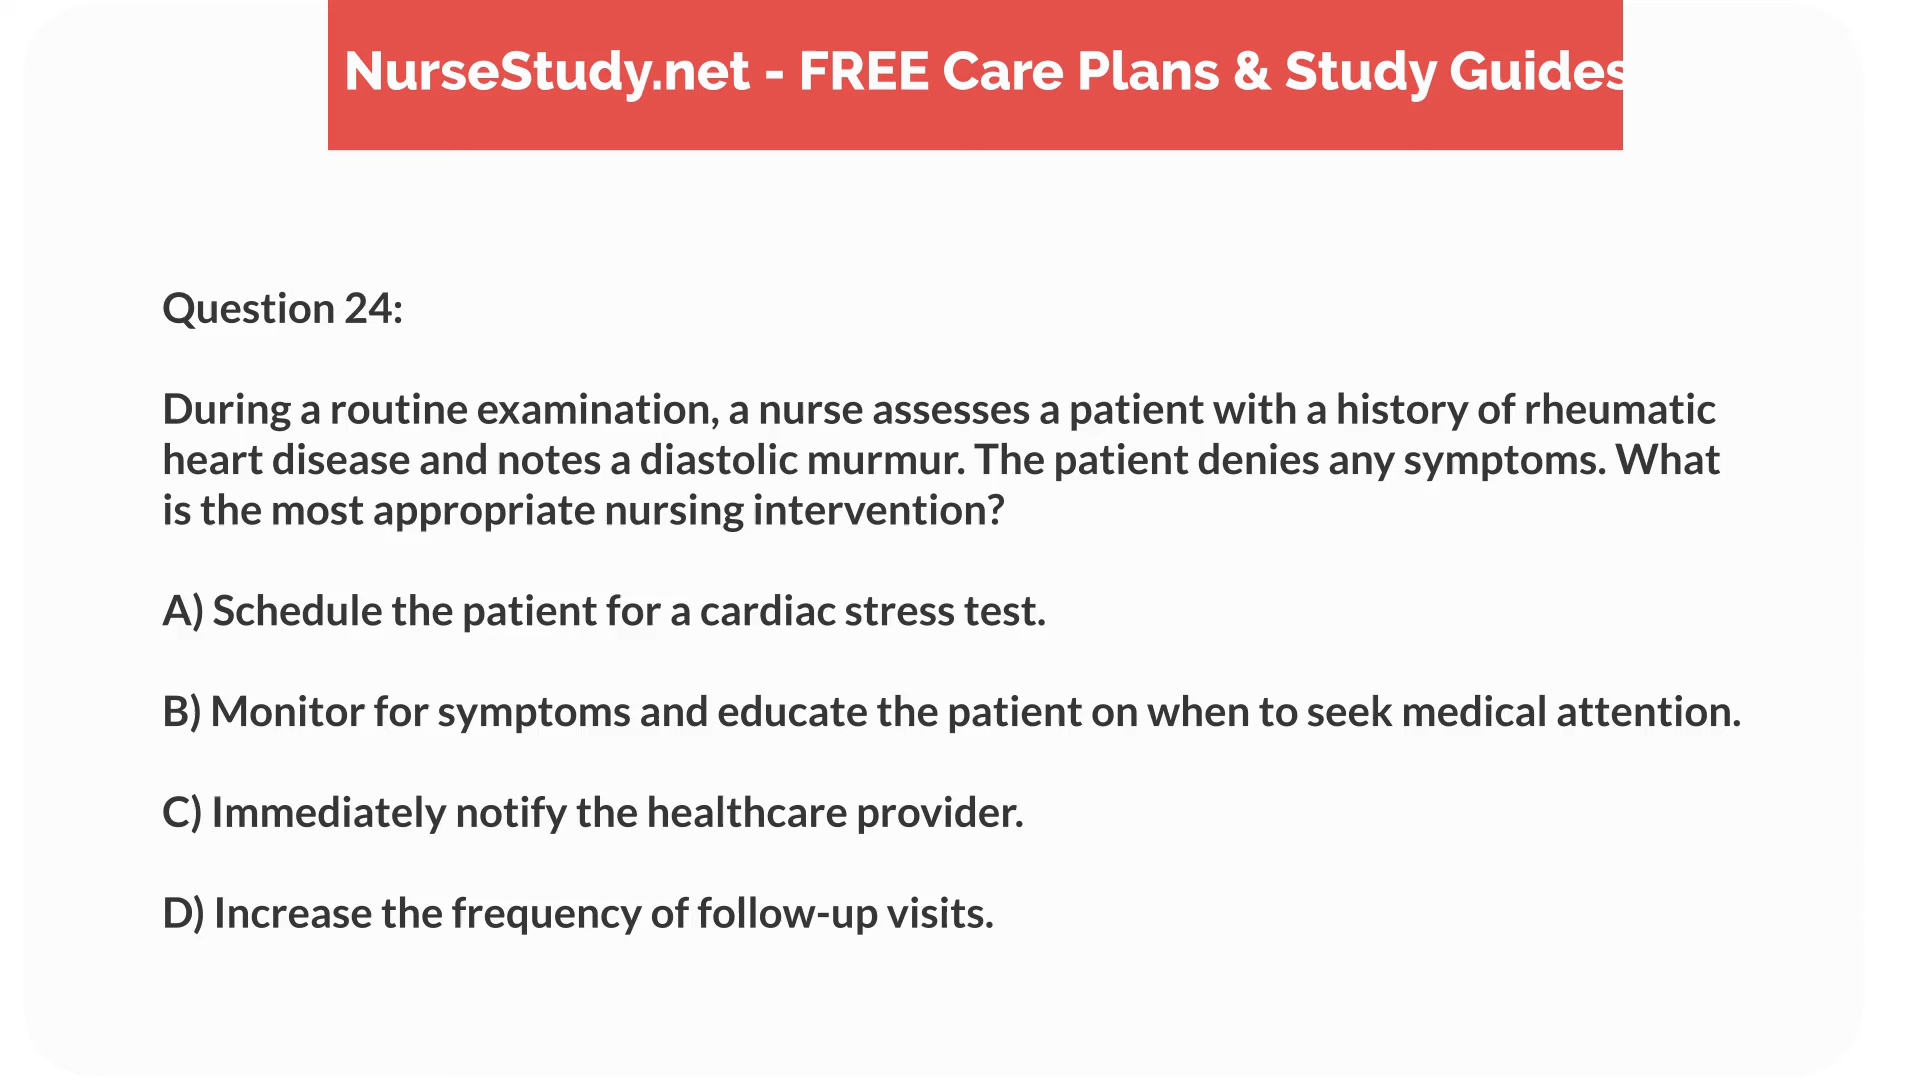 NurseStudy.net - FREE Care Plans & Study Guides
Question 24:
During a routine examination, a nurse assesses a patient with a history of rheumatic
heart disease and notes a diastolic murmur. The patient denies any symptoms. What
is the most appropriate nursing intervention?
A) Schedule the patient for a cardiac stress test.
B) Monitor for symptoms and educate the patient on when to seek medical attention.
C) Immediately notify the healthcare provider.
D) Increase the frequency of follow-up visits.